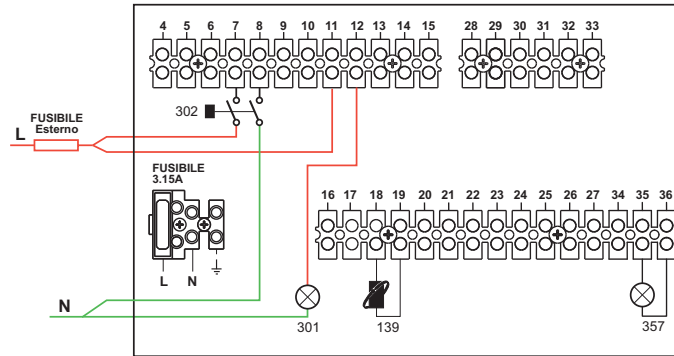 4 5 6 7 8 9 10 11 12 13 14 15 28 29 30 31 32 33
302
FUSIBILE
Esterno
L
FUSIBILE
3.15A
16 17 18 19 20 21 22 23 24 25 26 27 34 35 36
L N
N
301 139 357